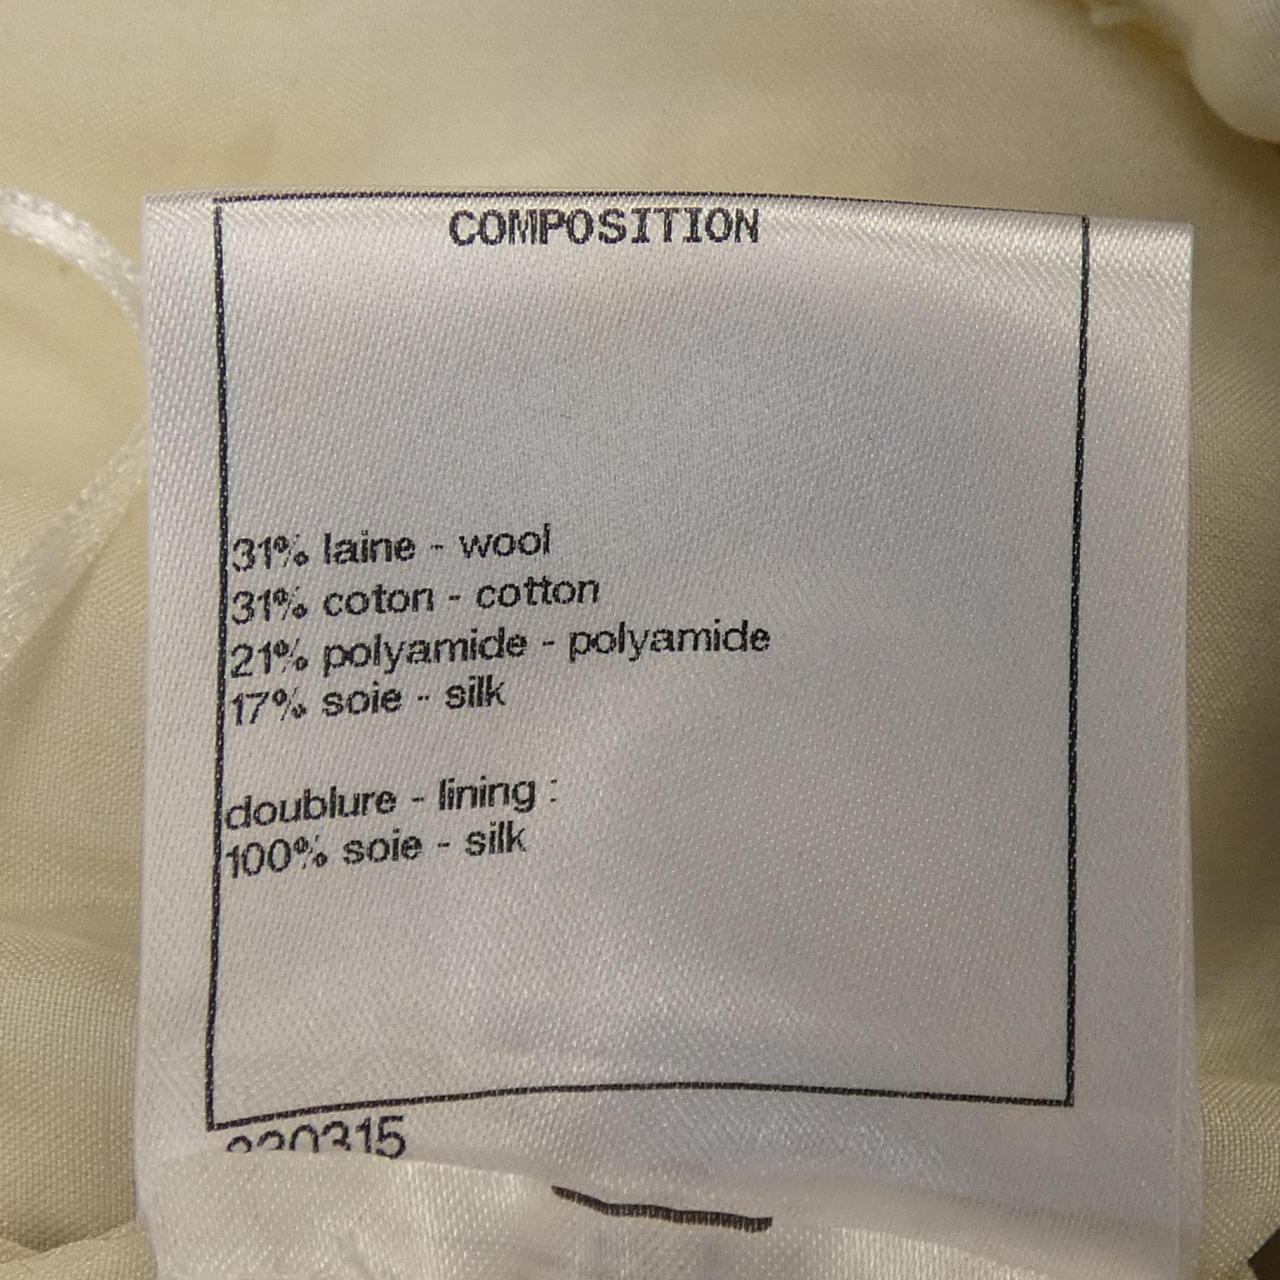 COMPOSITION
31% laine - wool
31% coton - cotton
21% polyamide - polyamide
17% soie - silk
doublure - lining :
100% soie - silk